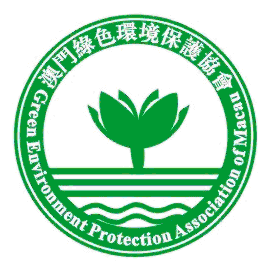 澳門綠色環境保護協會
Green Environment Protection Association of Macau